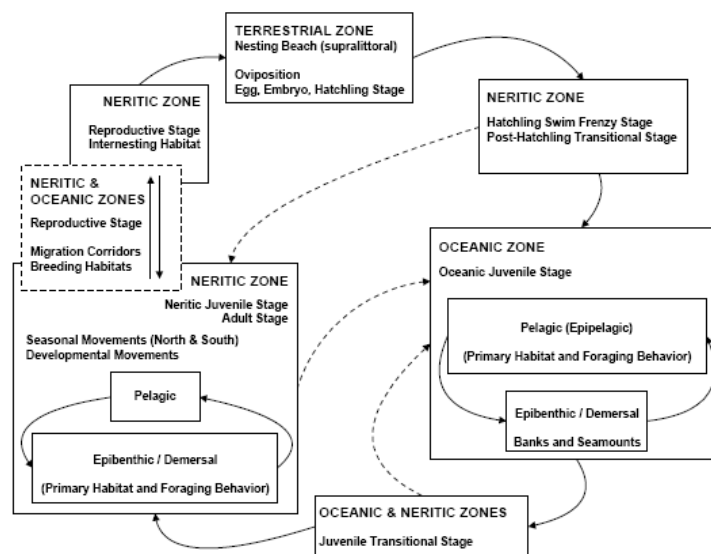 TERRESTRIAL ZONE
Nesting Beach (supralittoral)
Oviposition
Egg, Embryo, Hatchling Stage
NERITIC ZONE
Hatchling Swim Frenzy Stage
Post-Hatchling Transitional Stage
OCEANIC ZONE
Oceanic Juvenile Stage
Pelagic (Epipelagic)
(Primary Habitat and Foraging Behavior)
Epibenthic / Demersal
Banks and Seamounts
OCEANIC & NERITIC ZONES
Juvenile Transitional Stage
NERITIC ZONE
Neritic Juvenile Stage
Adult Stage
Seasonal Movements (North & South)
Developmental Movements
Pelagic
Epibenthic / Demersal
(Primary Habitat and Foraging Behavior)
NERITIC &
OCEANIC ZONES
Reproductive Stage
Migration Corridors
Breeding Habitats
NERITIC ZONE
Reproductive Stage
Internesting Habitat